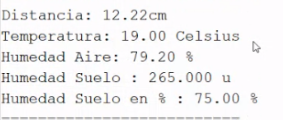 Distancia: 12.22cm
Temperatura: 19.00 Celsius
Humedad Aire: 79.20 %
Humedad Suelo : 265.000 u
Humedad Suelo en % : 75.00 %
--------------------------